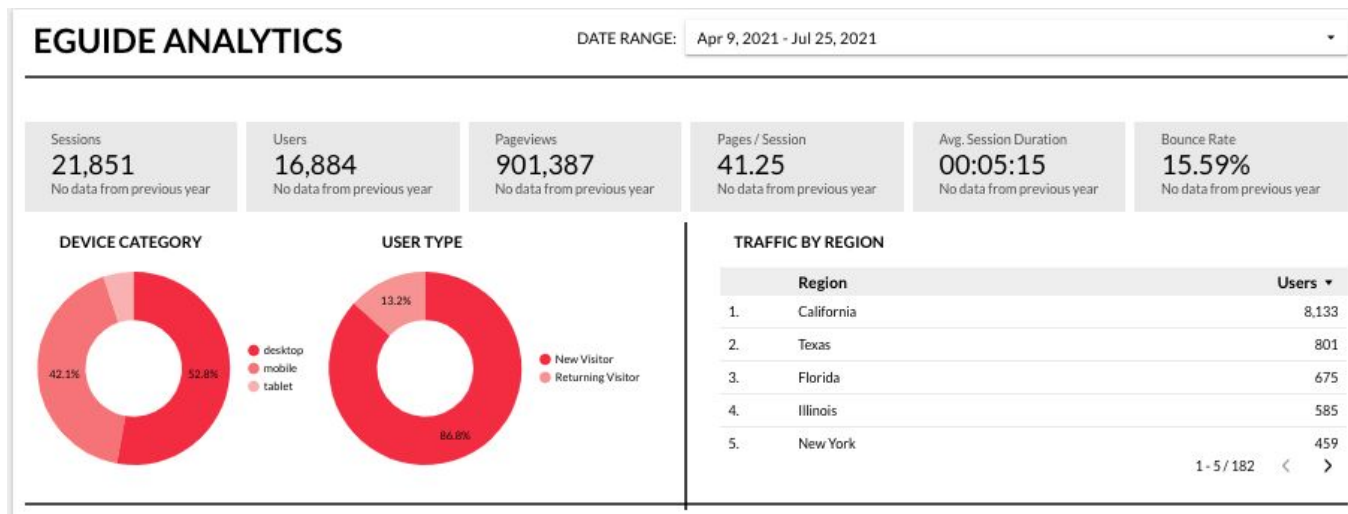 EGUIDE ANALYTICS
DATE RANGE: Apr 9, 2021 - Jul 25, 2021
Sessions
21,851
No data from previous year
Users
16,884
No data from previous year
Pageviews
901,387
No data from previous year
Pages / Session
41.25
No data from previous year
Avg. Session Duration
00:05:15
No data from previous year
Bounce Rate
15.59%
No data from previous year
DEVICE CATEGORY
42.1%
52.8%
desktop
mobile
tablet
USER TYPE
13.2%
86.8%
New Visitor
Returning Visitor
TRAFFIC BY REGION
Region Users
1. California 8,133
2. Texas 801
3. Florida 675
4. Illinois 585
5. New York 459
1 - 5 / 182